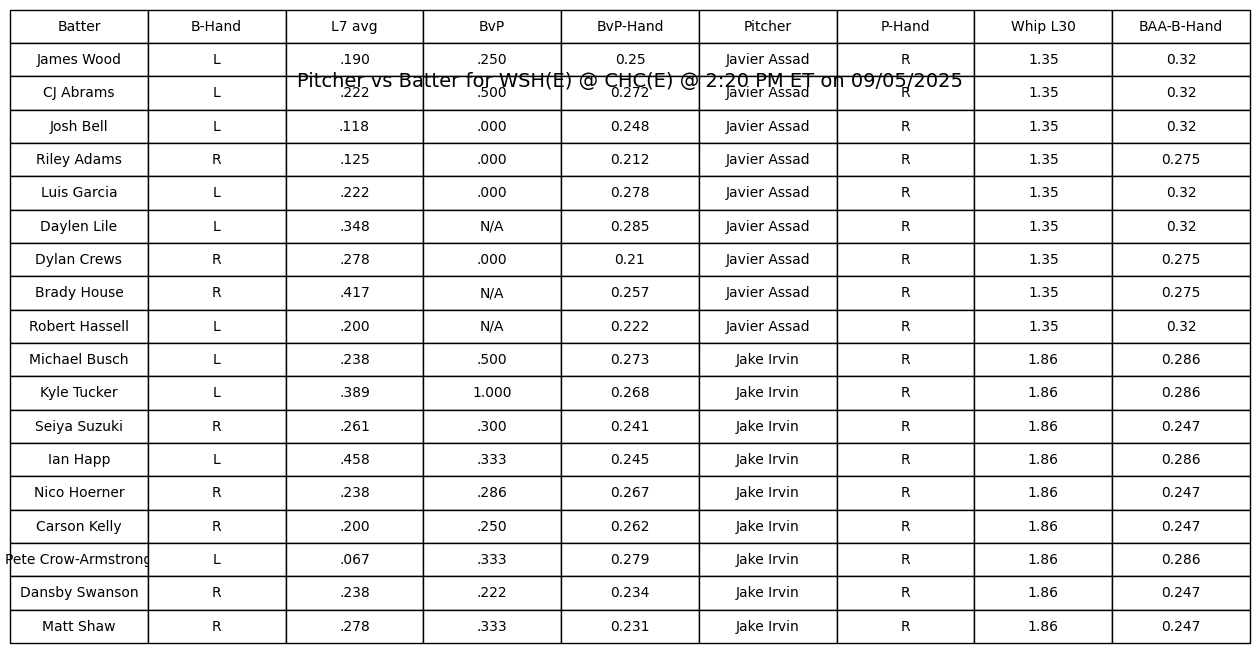 Batter B-Hand L7 avg BvP BvP-Hand Pitcher P-Hand Whip L30 BAA-B-Hand
James Wood L .190 .250 0.25 Javier Assad R 1.35 0.32
Pitcher vs Batter for WSH(E) @ CHC(E) @ 2:20 PM ET on 09/05/2025
CJ Abrams L .222 .500 0.272 Javier Assad R 1.35 0.32
Josh Bell L .118 .000 0.248 Javier Assad R 1.35 0.32
Riley Adams R .125 .000 0.212 Javier Assad R 1.35 0.275
Luis Garcia L .222 .000 0.278 Javier Assad R 1.35 0.32
Daylen Lile L .348 N/A 0.285 Javier Assad R 1.35 0.32
Dylan Crews R .278 .000 0.21 Javier Assad R 1.35 0.275
Brady House R .417 N/A 0.257 Javier Assad R 1.35 0.275
Robert Hassell L .200 N/A 0.222 Javier Assad R 1.35 0.32
Michael Busch L .238 .500 0.273 Jake Irvin R 1.86 0.286
Kyle Tucker L .389 1.000 0.268 Jake Irvin R 1.86 0.286
Seiya Suzuki R .261 .300 0.241 Jake Irvin R 1.86 0.247
Ian Happ L .458 .333 0.245 Jake Irvin R 1.86 0.286
Nico Hoerner R .238 .286 0.267 Jake Irvin R 1.86 0.247
Carson Kelly R .200 .250 0.262 Jake Irvin R 1.86 0.247
Pete Crow-Armstrong L .067 .333 0.279 Jake Irvin R 1.86 0.286
Dansby Swanson R .238 .222 0.234 Jake Irvin R 1.86 0.247
Matt Shaw R .278 .333 0.231 Jake Irvin R 1.86 0.247